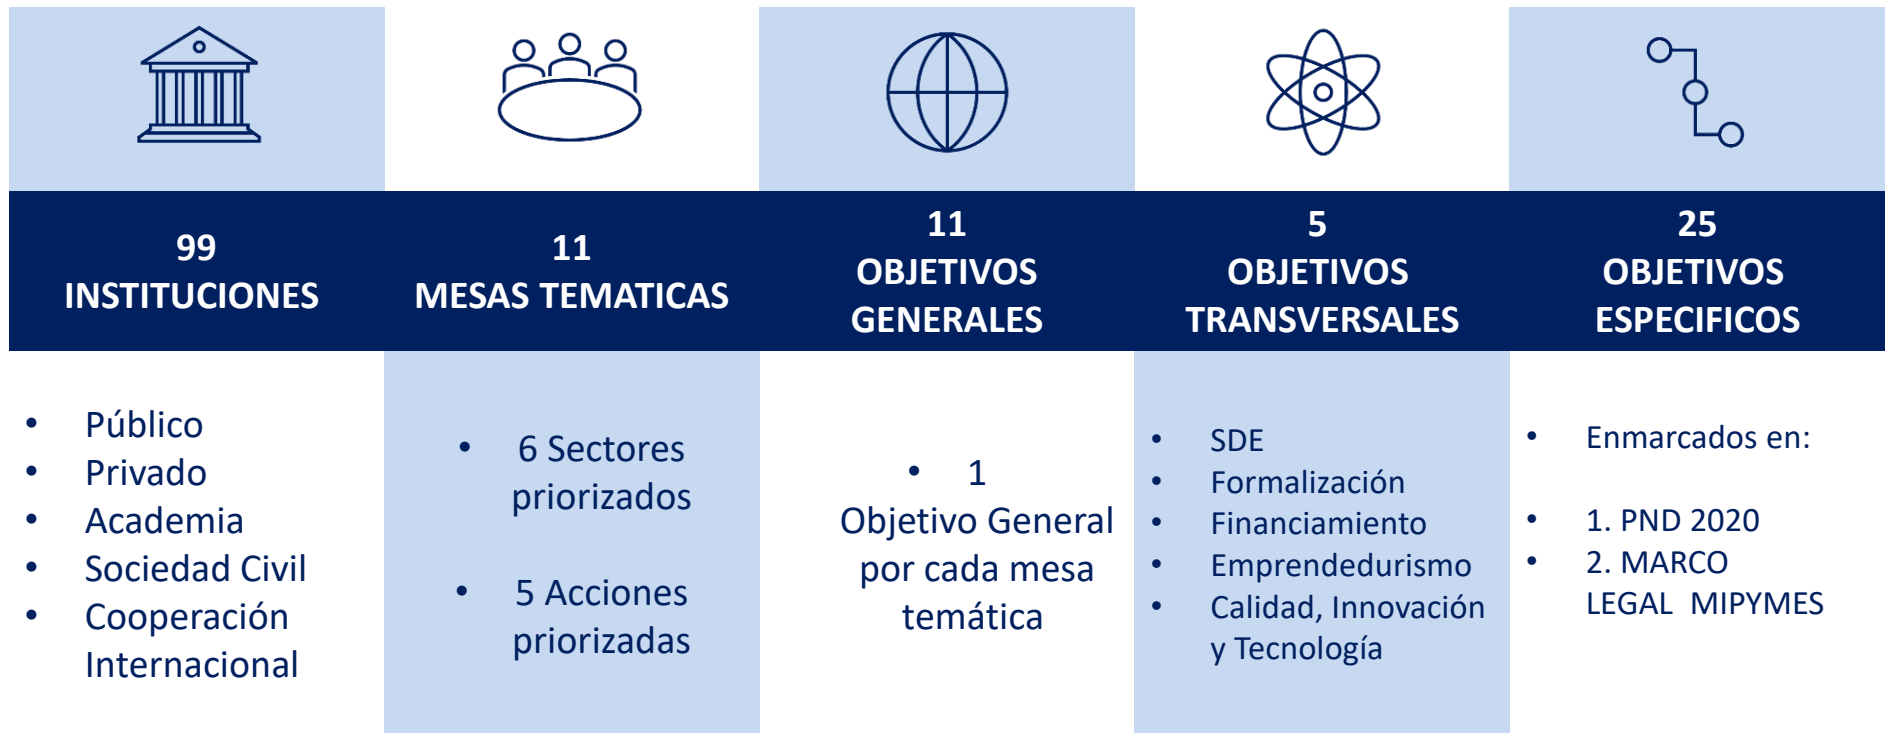 99
INSTITUCIONES
11
MESAS TEMATICAS
11
OBJETIVOS
GENERALES
5
OBJETIVOS
TRANSVERSALES
25
OBJETIVOS
ESPECIFICOS
• Público
• Privado
• Academia
• Sociedad Civil
• Cooperación
Internacional
• 6 Sectores
priorizados
• 5 Acciones
priorizadas
• 1
Objetivo General
por cada mesa
temática
• SDE
• Formalización
• Financiamiento
• Emprendedurismo
• Calidad, Innovación
y Tecnología
• Enmarcados en:
• 1. PND 2020
• 2. MARCO
LEGAL MIPYMES